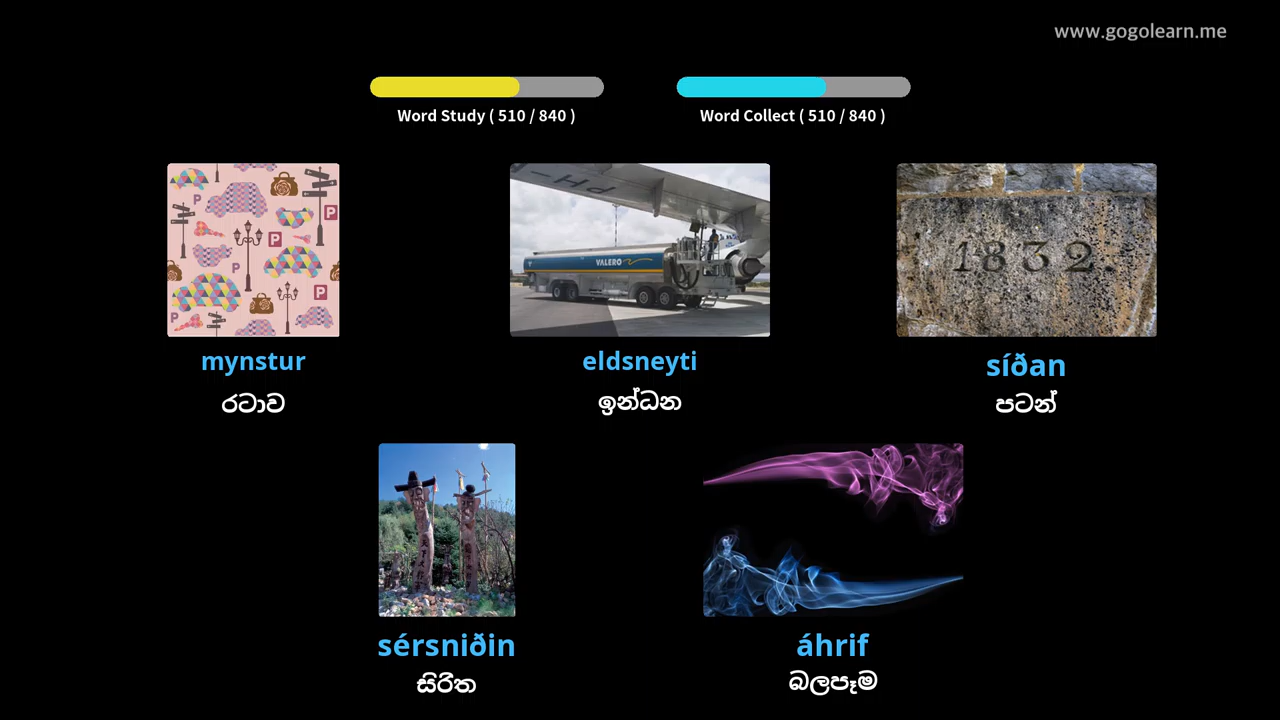 www.gogolearn.me
Word Study ( 510 / 840 )
Word Collect ( 510 / 840 )
P
P
P
P
P
P
H-I
VALERO
1832.
mynstur
eldsneyti
síðan
රටාව
ඉන්ධන
පටන්
sérsniðin
áhrif
සිරිත
බලපෑම